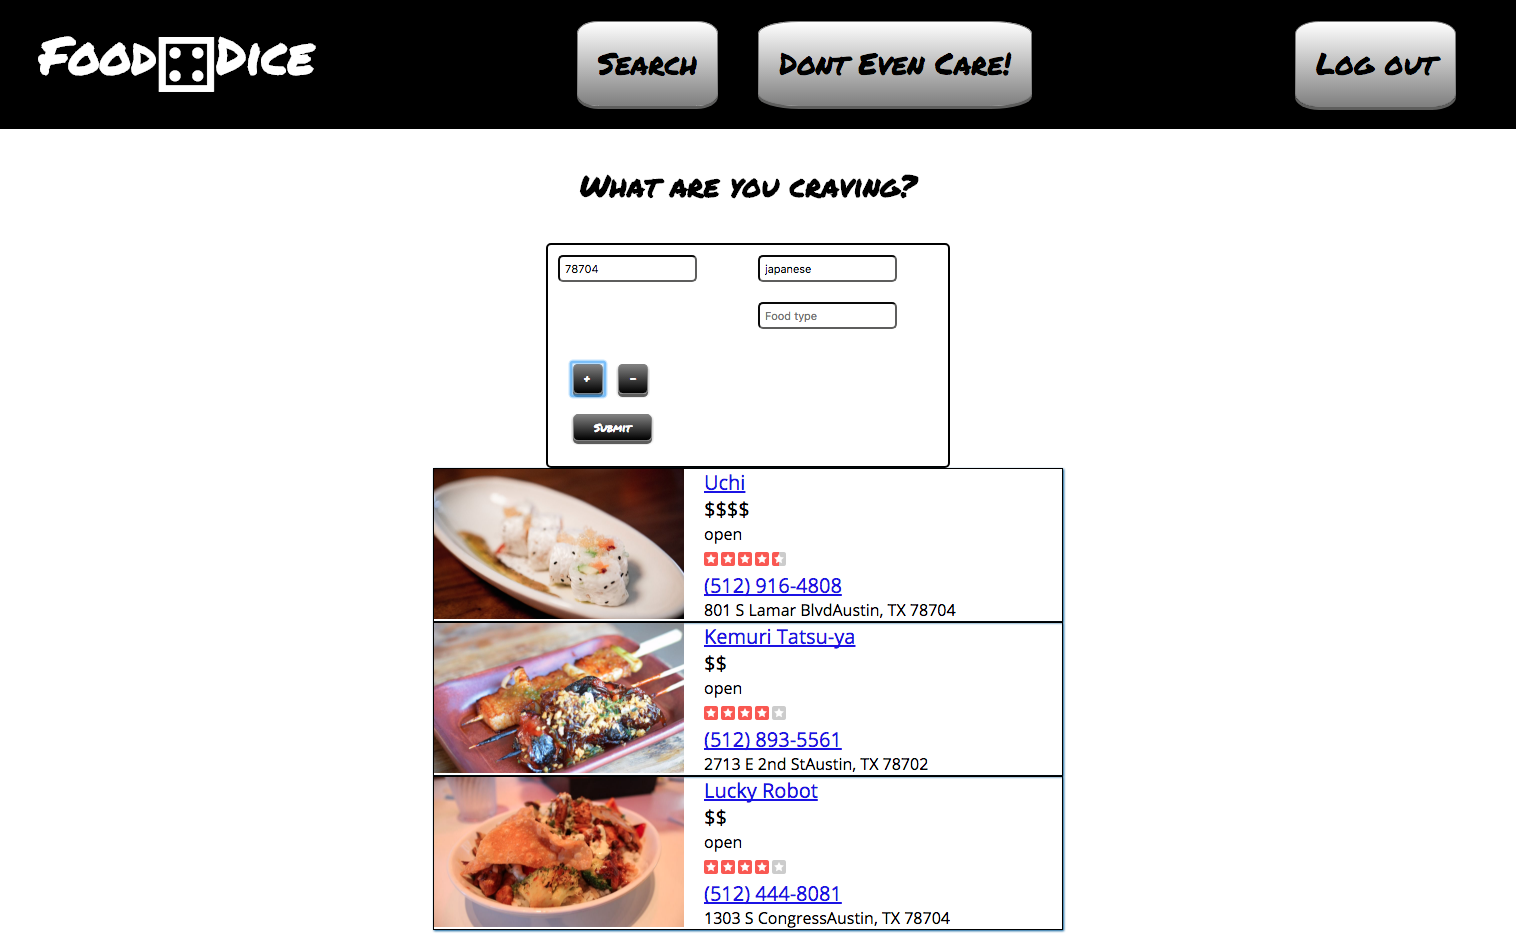 Food Dice
Search
Dont Even Care!
Log out
What are you craving?
78704
japanese
Food type
+
-
Submit
Uchi
$$$$
open
(512) 916-4808
801 S Lamar BlvdAustin, TX 78704
Kemuri Tatsu-ya
$$
open
(512) 893-5561
2713 E 2nd StAustin, TX 78702
Lucky Robot
$$
open
(512) 444-8081
1303 S CongressAustin, TX 78704